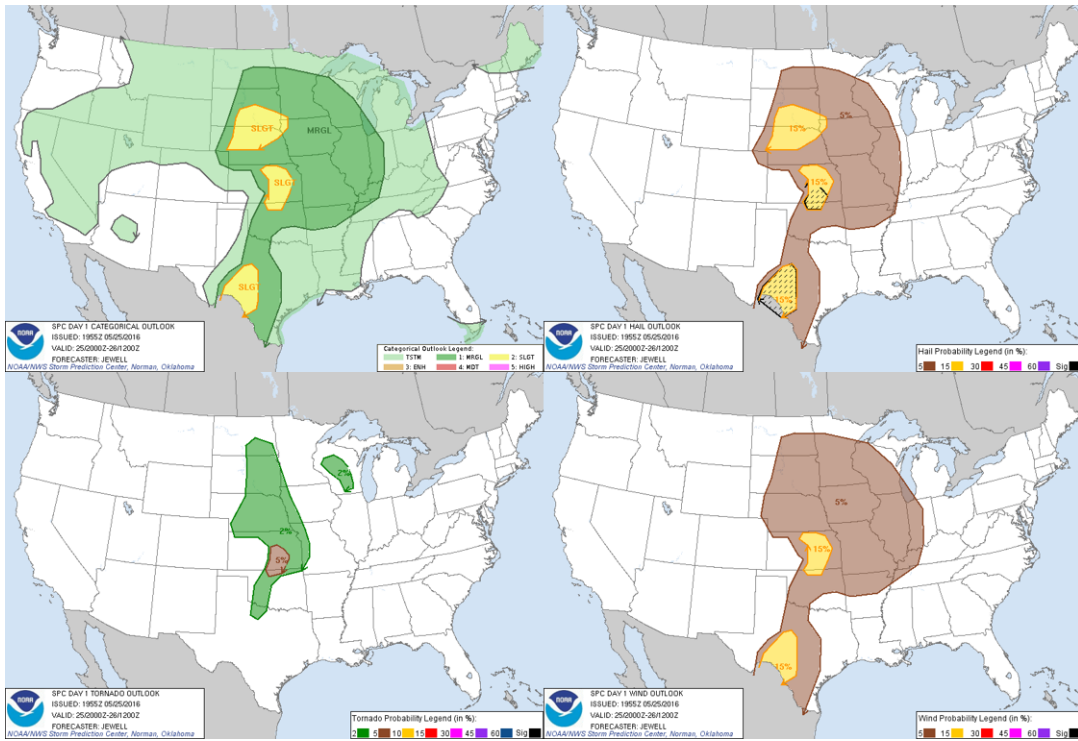 SLGT
MRGL
SLGT
SLGT
NOAA
SPC DAY 1 CATEGORICAL OUTLOOK
ISSUED: 1955Z 05/25/2016
VALID: 25/2000Z-26/1200Z
FORECASTER: JEWELL
NOAA/NWS Storm Prediction Center, Norman, Oklahoma
Categorical Outlook Legend:
TSTM 1: MRGL 2: SLGT
3: ENH 4: MDT 5: HIGH
5%
15%
15%
15%
NOAA
SPC DAY 1 HAIL OUTLOOK
ISSUED: 1955Z 05/25/2016
VALID: 25/2000Z-26/1200Z
FORECASTER: JEWELL
NOAA/NWS Storm Prediction Center, Norman, Oklahoma
Hail Probability Legend (in %):
5 15 30 45 60 Sig
2%
2%
5%
NOAA
SPC DAY 1 TORNADO OUTLOOK
ISSUED: 1955Z 05/25/2016
VALID: 25/2000Z-26/1200Z
FORECASTER: JEWELL
NOAA/NWS Storm Prediction Center, Norman, Oklahoma
Tornado Probability Legend (in %):
2 5 10 15 30 45 60 Sig
5%
15%
15%
NOAA
SPC DAY 1 WIND OUTLOOK
ISSUED: 1955Z 05/25/2016
VALID: 25/2000Z-26/1200Z
FORECASTER: JEWELL
NOAA/NWS Storm Prediction Center, Norman, Oklahoma
Wind Probability Legend (in %):
5 15 30 45 60 Sig